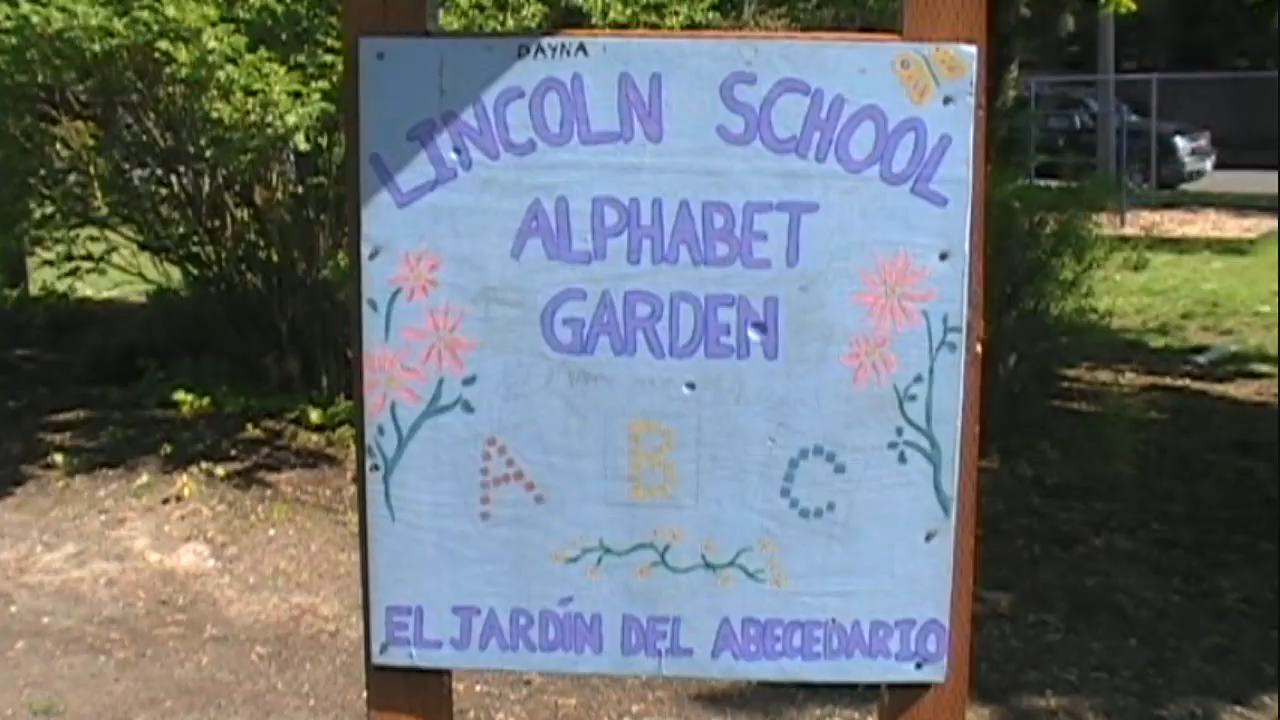 DAYNA
LINCOLN SCHOOL
ALPHABET
GARDEN
A B C
EL JARDÍN DEL ABECEDARIO